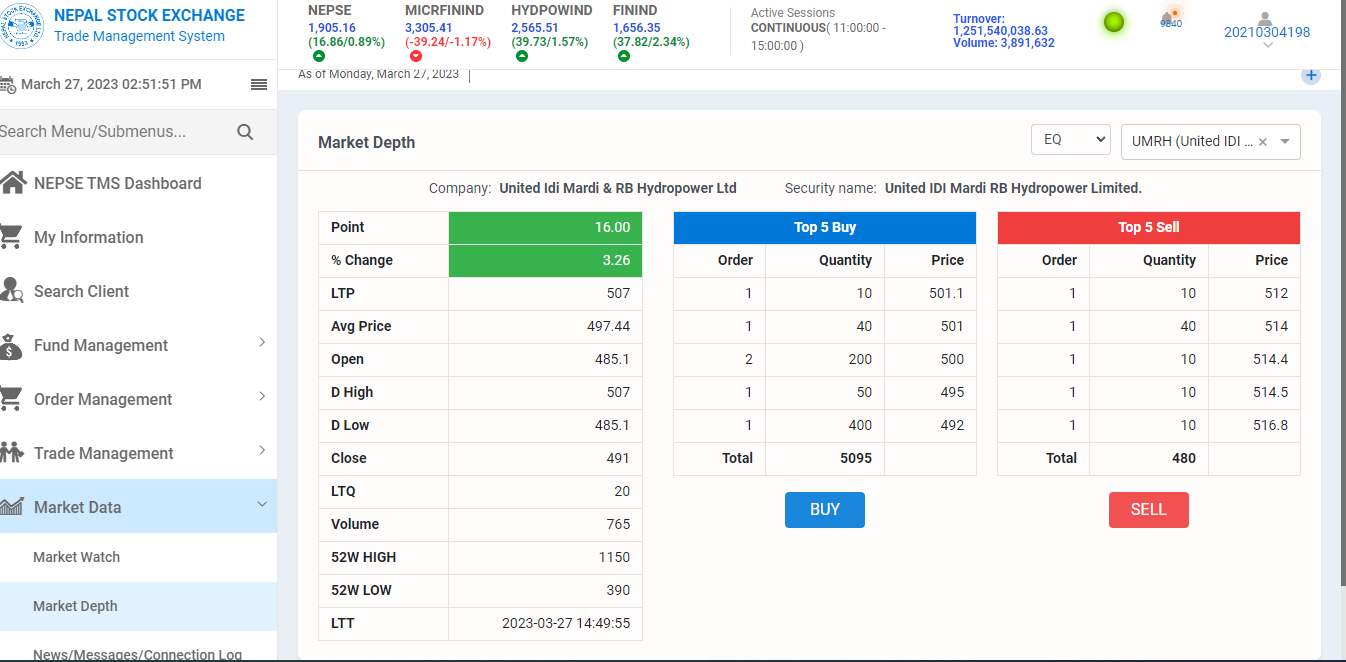 NEPAL STOCK EXCHANGE
Trade Management System
NEPSE MICRFININD HYDPOWIND FININD
1,905.16 3,305.41 2,565.51 1,656.35
(16.86/0.89%) (-39.24/-1.17%) (39.73/1.57%) (37.82/2.34%)
Active Sessions
CONTINUOUS( 11:00:00 -
15:00:00 )
Turnover:
1,251,540,038.63
Volume: 3,891,632
9840
20210304198
March 27, 2023 02:51:51 PM
As of Monday, March 27, 2023
+
Search Menu/Submenus...
NEPSE TMS Dashboard
My Information
Search Client
Fund Management
Order Management
Trade Management
Market Data
Market Watch
Market Depth
News/Messages/Connection Log
Market Depth
EQ
UMRH (United IDI ... ×
Company: United Idi Mardi & RB Hydropower Ltd Security name: United IDI Mardi RB Hydropower Limited.
Point 16.00
% Change 3.26
LTP 507
Avg Price 497.44
Open 485.1
D High 507
D Low 485.1
Close 491
LTQ 20
Volume 765
52W HIGH 1150
52W LOW 390
LTT 2023-03-27 14:49:55
Top 5 Buy
Order Quantity Price
1 10 501.1
1 40 501
2 200 500
1 50 495
1 400 492
Total 5095
BUY
Top 5 Sell
Order Quantity Price
1 10 512
1 40 514
1 10 514.4
1 10 514.5
1 10 516.8
Total 480
SELL